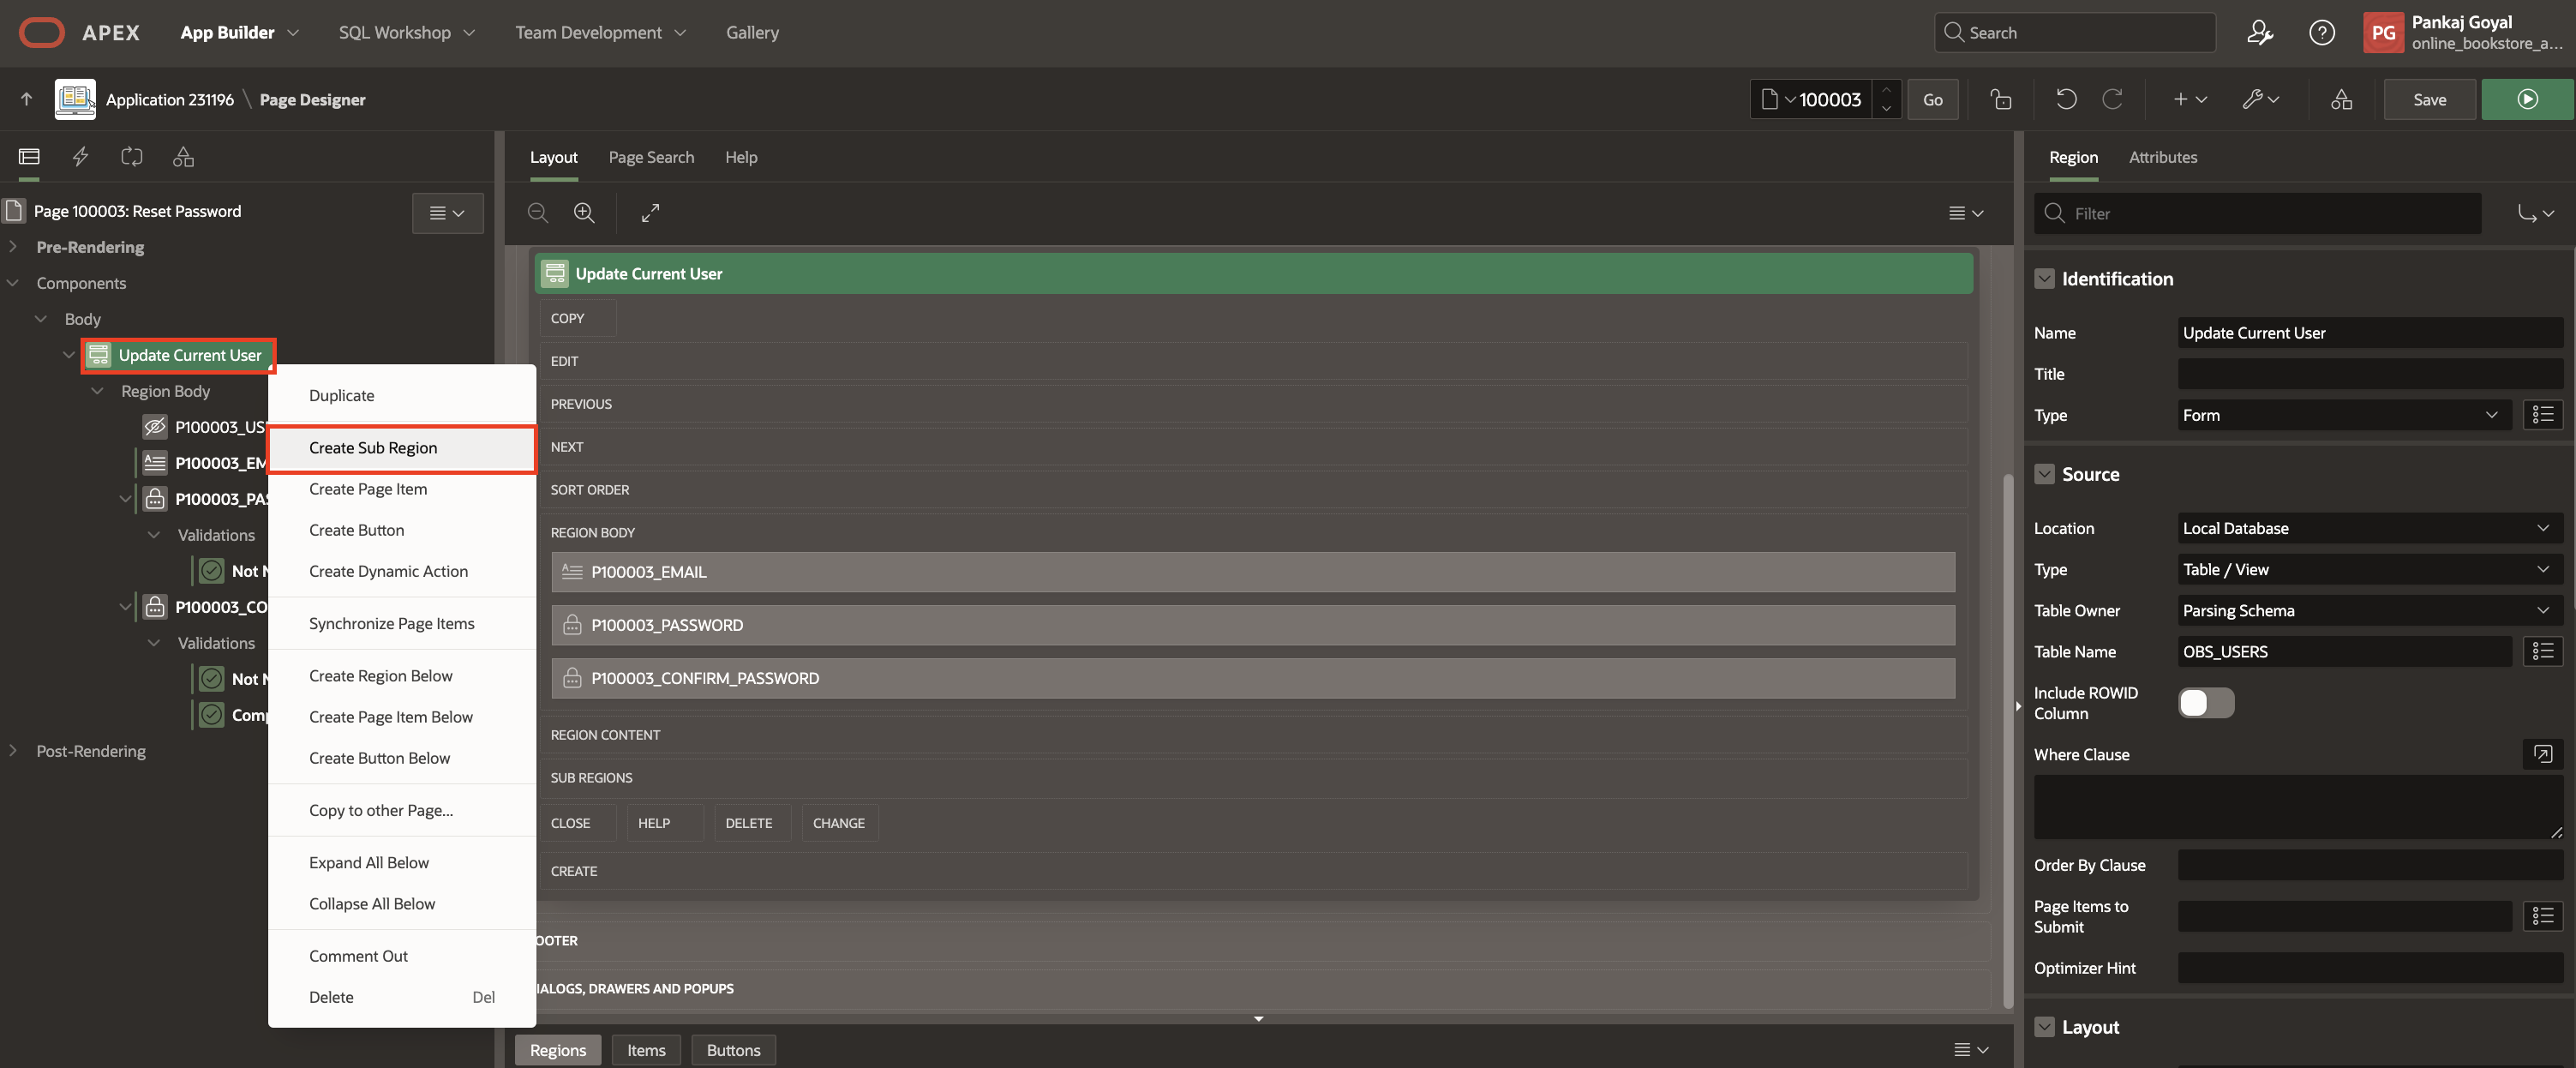 APEX
App Builder
SQL Workshop
Team Development
Gallery
Search
PG
Pankaj Goyal
online_bookstore_a...
Application 231196 \ Page Designer
100003
Go
Save
Page 100003: Reset Password
Pre-Rendering
Components
Body
Update Current User
Region Body
P100003_US
P100003_EM
P100003_PAS
Validations
Not N
P100003_CO
Validations
Not N
Comp
Post-Rendering
Duplicate
Create Sub Region
Create Page Item
Create Button
Create Dynamic Action
Synchronize Page Items
Create Region Below
Create Page Item Below
Create Button Below
Copy to other Page...
Expand All Below
Collapse All Below
Comment Out
Delete Del
Layout
Page Search
Help
Update Current User
COPY
EDIT
PREVIOUS
NEXT
SORT ORDER
REGION BODY
P100003_EMAIL
P100003_PASSWORD
P100003_CONFIRM_PASSWORD
REGION CONTENT
SUB REGIONS
CLOSE
HELP
DELETE
CHANGE
CREATE
OOTER
IALOGS, DRAWERS AND POPUPS
Regions
Items
Buttons
Region
Attributes
Filter
Identification
Name Update Current User
Title
Type Form
Source
Location Local Database
Type Table / View
Table Owner Parsing Schema
Table Name OBS_USERS
Include ROWID
Column
Where Clause
Order By Clause
Page Items to
Submit
Optimizer Hint
Layout